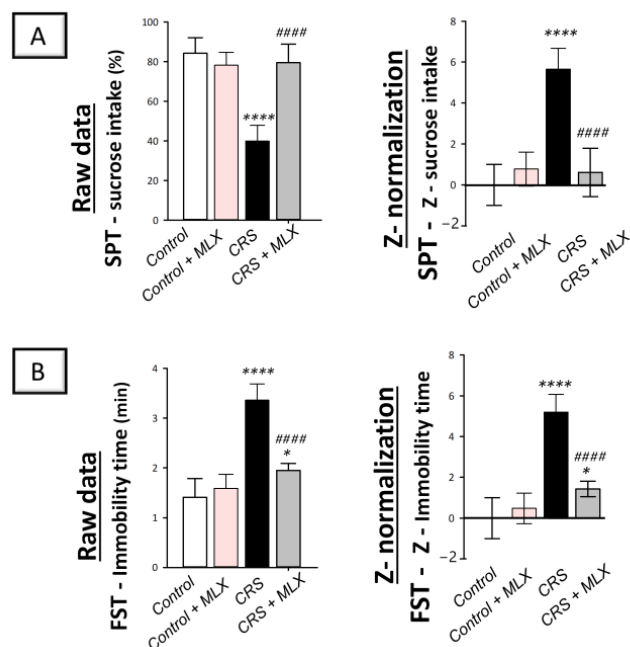 A
Raw data
SPT - sucrose intake (%)
100
80
60
40
20
0
****
####
Control
Control + MLX
CRS
CRS + MLX
Z- normalization
SPT - Z - sucrose intake
8
6
4
2
0
−2
****
####
Control
Control + MLX
CRS
CRS + MLX
B
Raw data
FST - Immobility time (min)
4
3
2
1
0
****
####
*
Control
Control + MLX
CRS
CRS + MLX
Z- normalization
FST - Z - Immobility time
8
6
4
2
0
−2
****
####
*
Control
Control + MLX
CRS
CRS + MLX